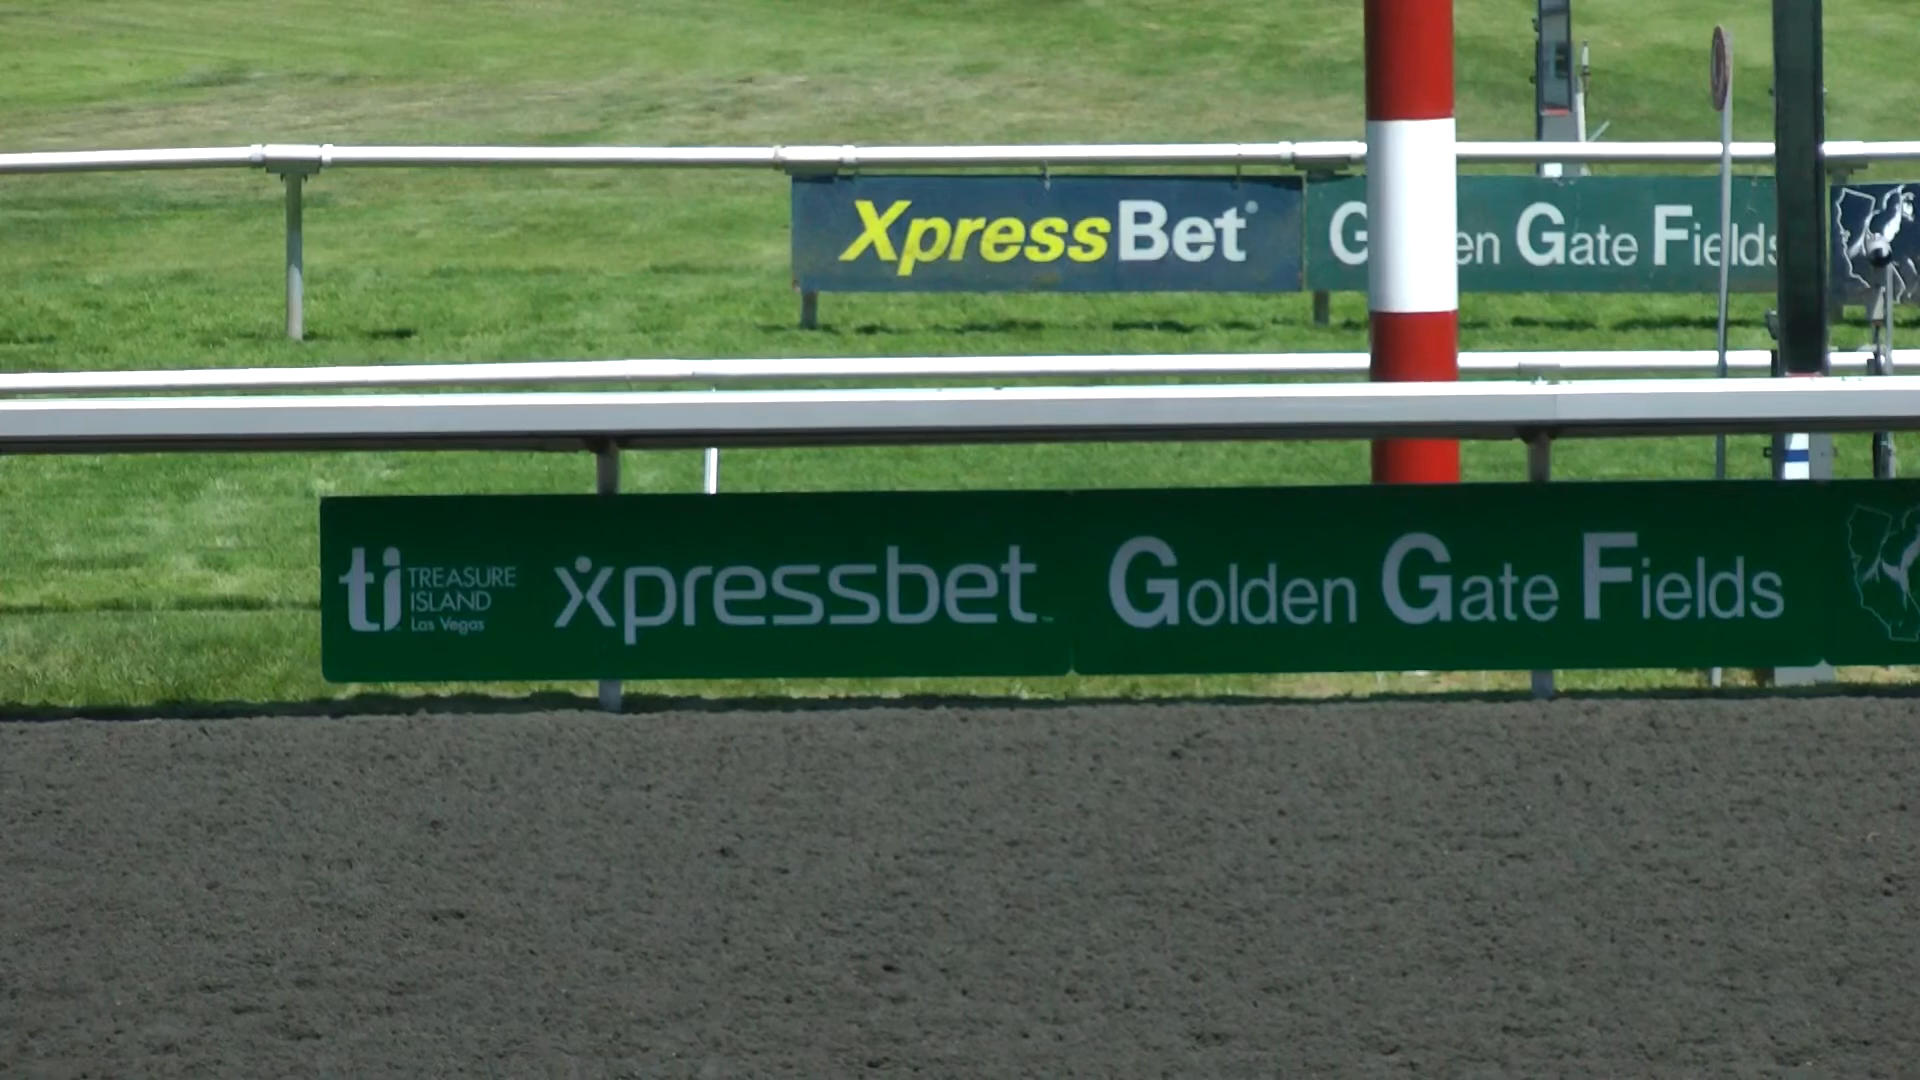 XpressBet
G en Gate Fields
ti TREASURE ISLAND Las Vegas
xpressbet
Golden Gate Fields